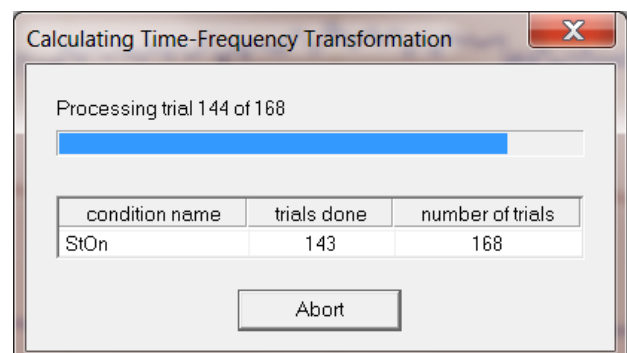 Calculating Time-Frequency Transformation
X
Processing trial 144 of 168
condition name trials done number of trials
StOn 143 168
Abort